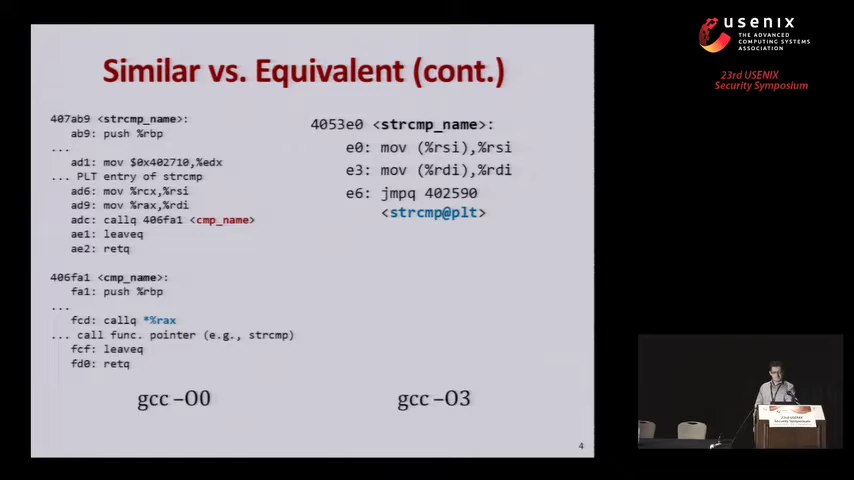 Similar vs. Equivalent (cont.)
407ab9 <strcmp_name>:
ab9: push %rbp
...
ad1: mov $0x402710,%edx
... PLT entry of strcmp
ad6: mov %rcx,%rsi
ad9: mov %rax,%rdi
adc: callq 406fa1 <cmp_name>
ae1: leaveq
ae2: retq
406fa1 <cmp_name>:
fa1: push %rbp
...
fcd: callq *%rax
... call func. pointer (e.g., strcmp)
fcf: leaveq
fd0: retq
gcc –O0
4053e0 <strcmp_name>:
e0: mov (%rsi),%rsi
e3: mov (%rdi),%rdi
e6: jmpq 402590
<strcmp@plt>
gcc –O3
4
usenix
THE ADVANCED
COMPUTING SYSTEMS
ASSOCIATION
23rd USENIX
Security Symposium
23rd USENIX
Security Symposium